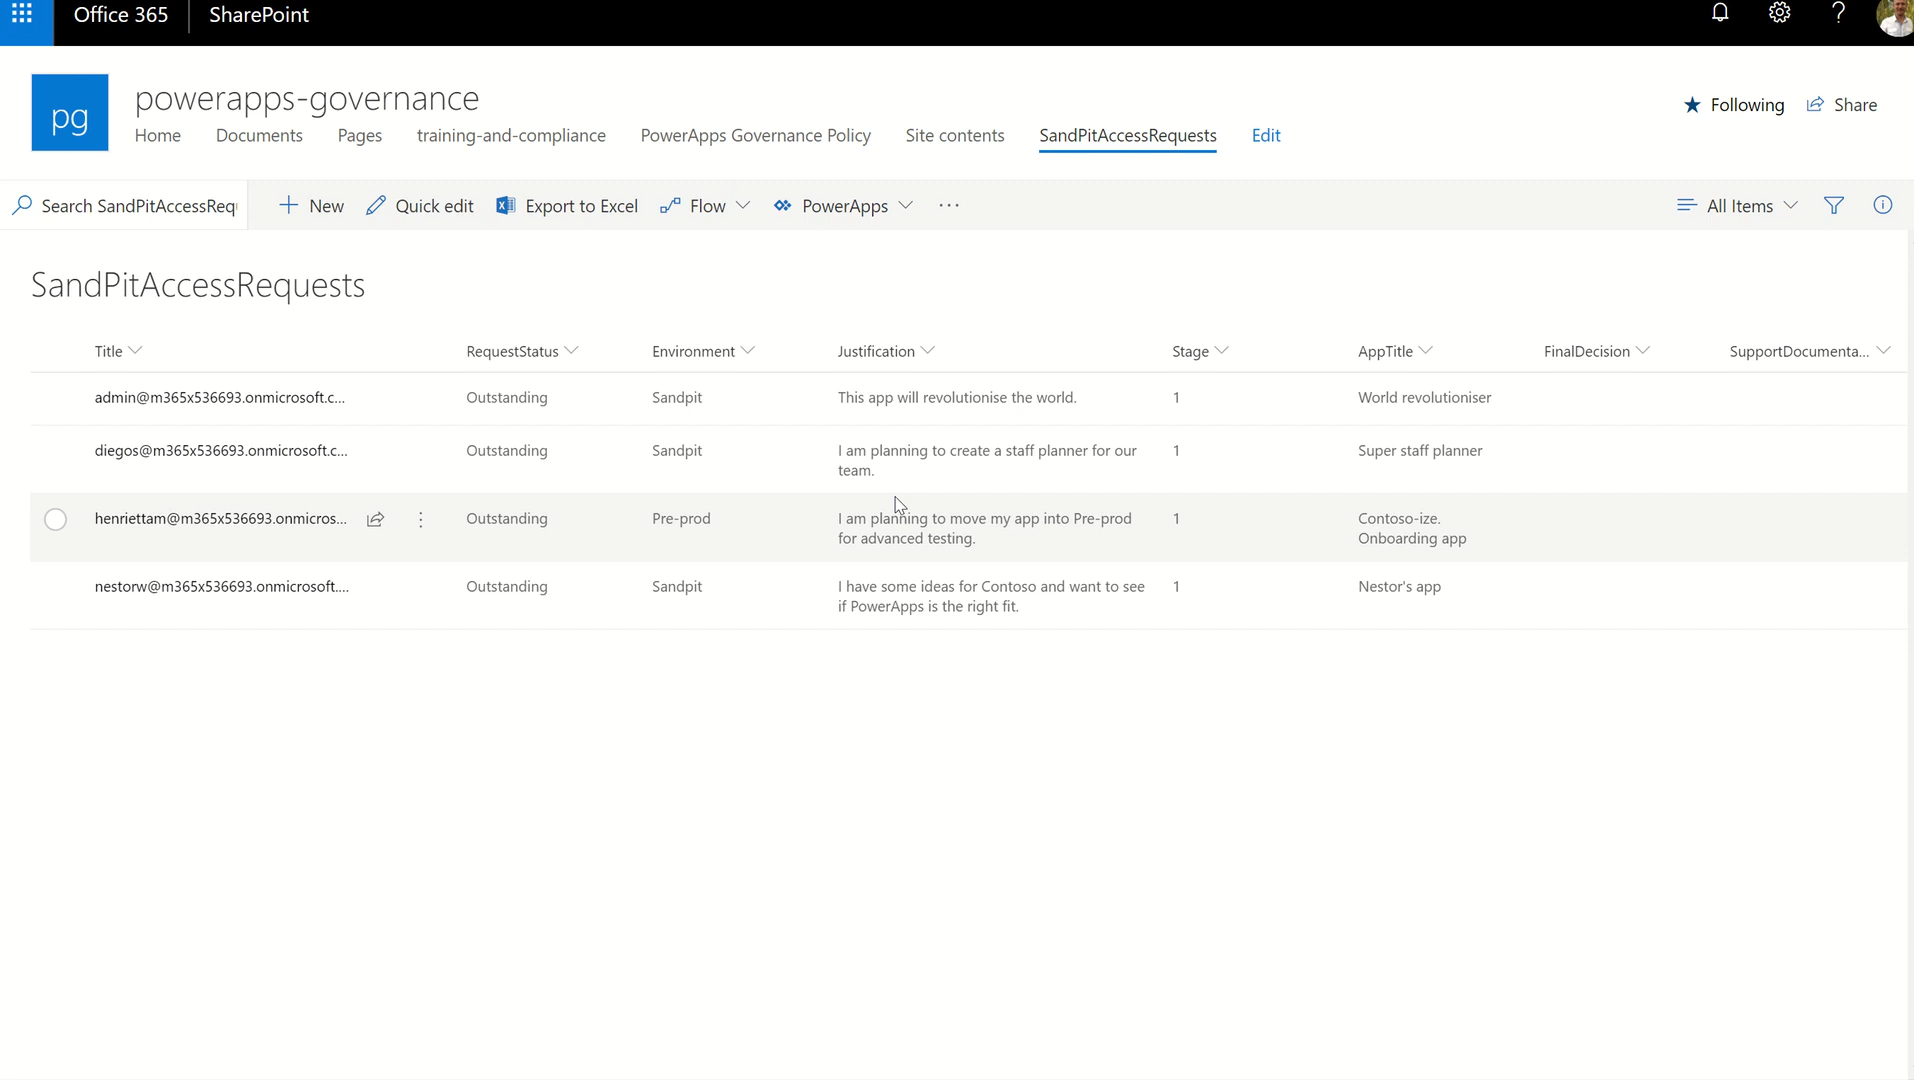 Office 365 SharePoint
pg
powerapps-governance
Following Share
Home Documents Pages training-and-compliance PowerApps Governance Policy Site contents SandPitAccessRequests Edit
Search SandPitAccessReq New Quick edit Export to Excel Flow PowerApps ... All Items
SandPitAccessRequests
Title RequestStatus Environment Justification Stage AppTitle FinalDecision SupportDocumenta...
admin@m365x536693.onmicrosoft.c... Outstanding Sandpit This app will revolutionise the world. 1 World revolutioniser
diegos@m365x536693.onmicrosoft.c... Outstanding Sandpit I am planning to create a staff planner for our 1 Super staff planner
team.
henriettam@m365x536693.onmicros... Outstanding Pre-prod I am planning to move my app into Pre-prod 1 Contoso-ize.
for advanced testing. Onboarding app
nestorw@m365x536693.onmicrosoft.... Outstanding Sandpit I have some ideas for Contoso and want to see 1 Nestor's app
if PowerApps is the right fit.